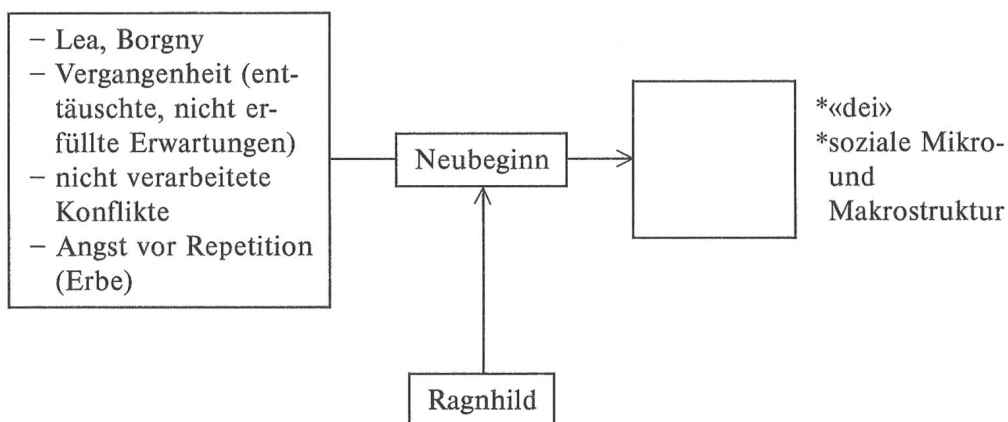 – Lea, Borgny
– Vergangenheit (ent-
täuschte, nicht er-
füllte Erwartungen)
– nicht verarbeitete
Konflikte
– Angst vor Repetition
(Erbe)
Neubeginn
*«dei»
*soziale Mikro-
und
Makrostruktur
Ragnhild